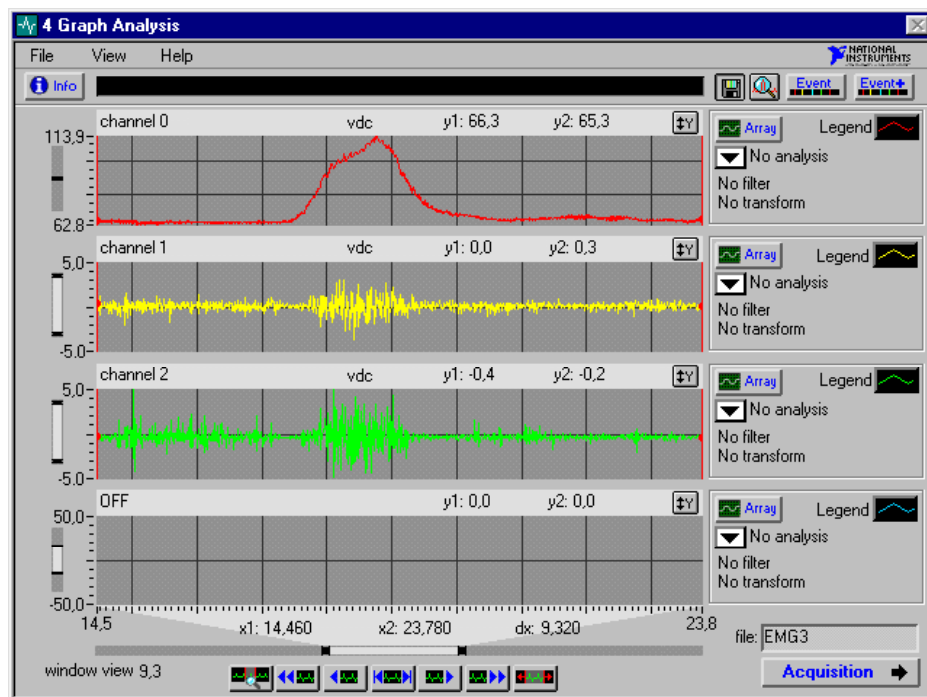 4 Graph Analysis
File View Help
NATIONAL INSTRUMENTS
Info Event Event+
channel 0 vdc y1: 66,3 y2: 65,3 Y
113,9
62.8
Array Legend
No analysis
No filter
No transform
channel 1 vdc y1: 0,0 y2: 0,3 Y
5,0
-5.0
Array Legend
No analysis
No filter
No transform
channel 2 vdc y1: -0,4 y2: -0,2 Y
5,0
-5.0
Array Legend
No analysis
No filter
No transform
OFF y1: 0,0 y2: 0,0 Y
50,0
-50,0
Array Legend
No analysis
No filter
No transform
14,5 x1: 14,460 x2: 23,780 dx: 9,320 23,8
file: EMG3
window view 9,3
Acquisition